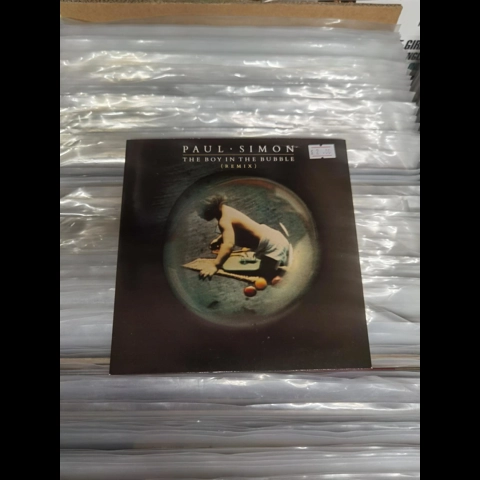 PAUL · SIMON
THE BOY IN THE BUBBLE
(REMIX)